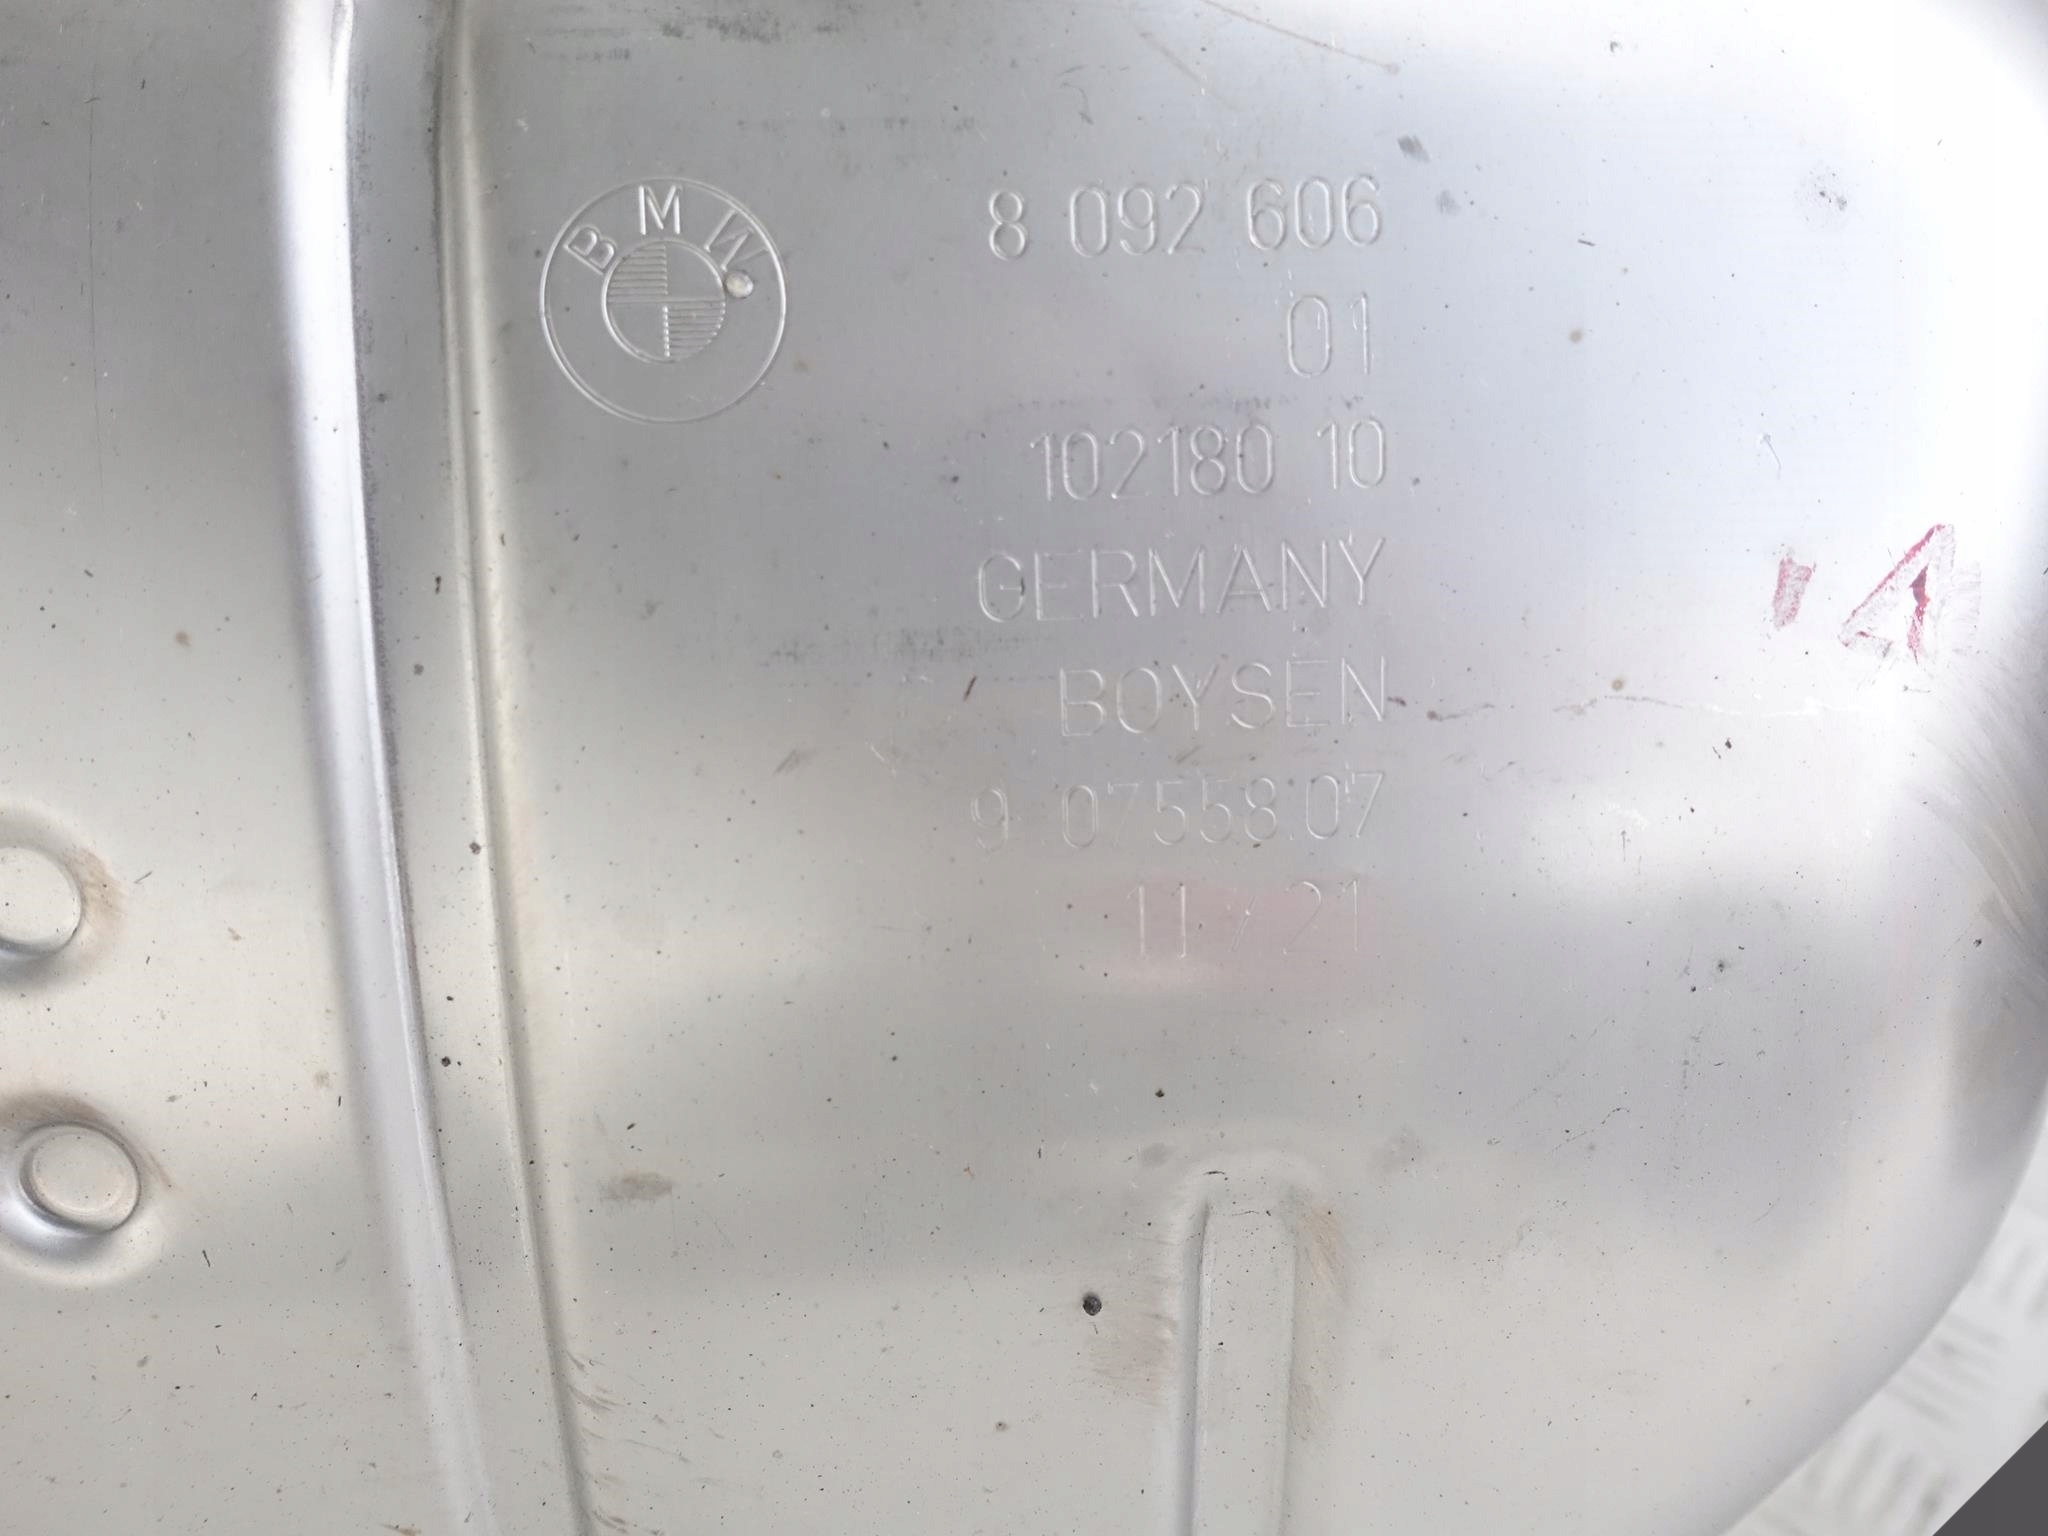 BMW
8 092 606
01
102180 10
GERMANY
BOYSEN
9 07558.07
11 / 21